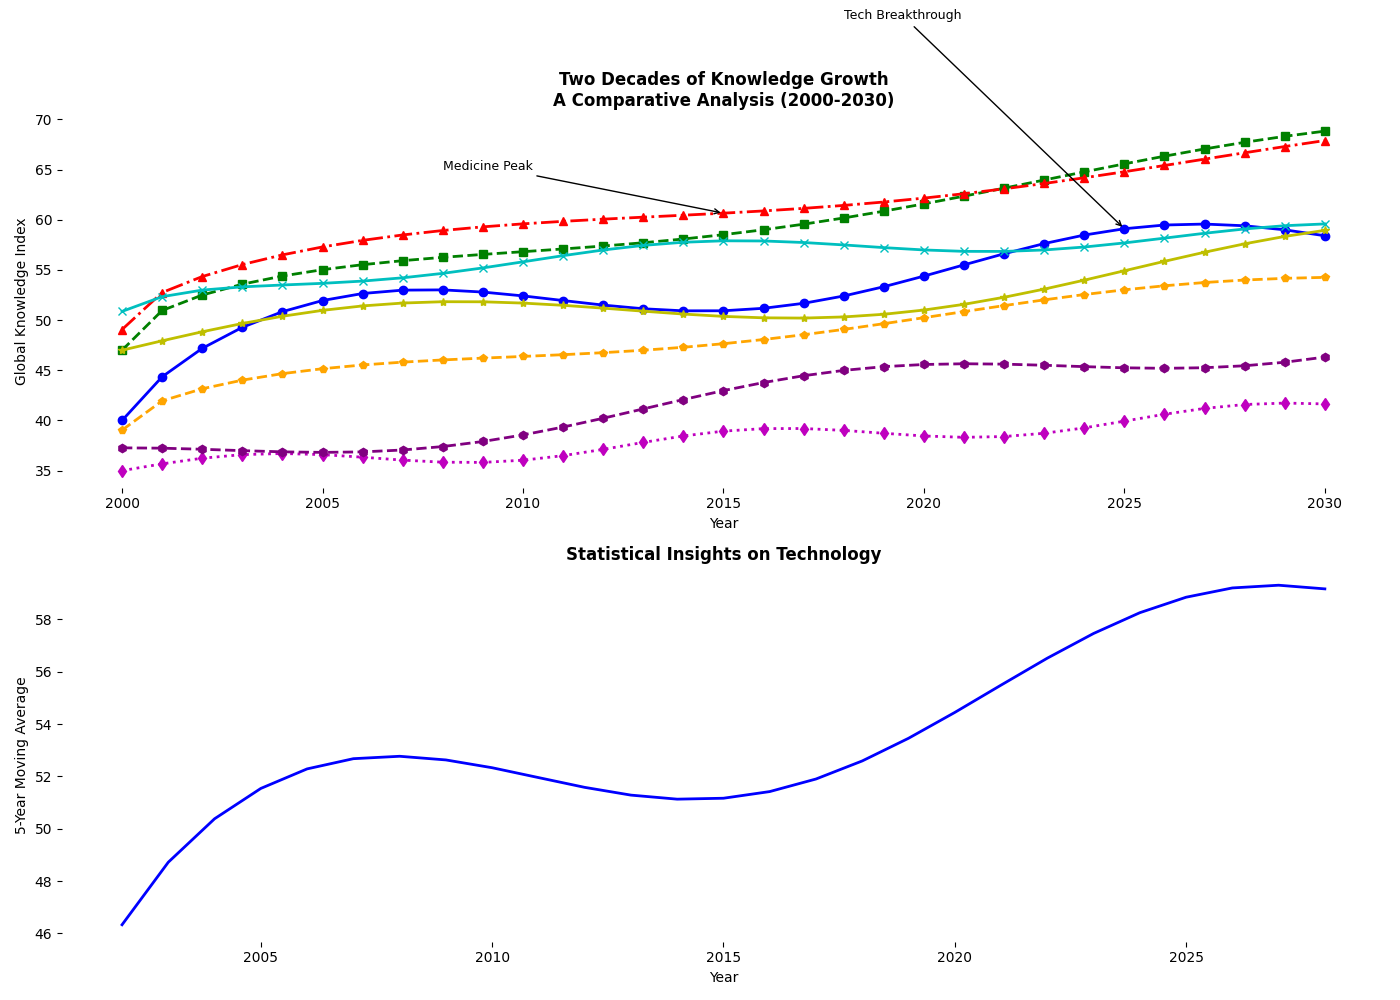 Tech Breakthrough
Two Decades of Knowledge Growth
A Comparative Analysis (2000-2030)
Medicine Peak
Global Knowledge Index
70
65
60
55
50
45
40
35
2000 2005 2010 2015 2020 2025 2030
Year
Statistical Insights on Technology
5-Year Moving Average
58
56
54
52
50
48
46
2005 2010 2015 2020 2025
Year